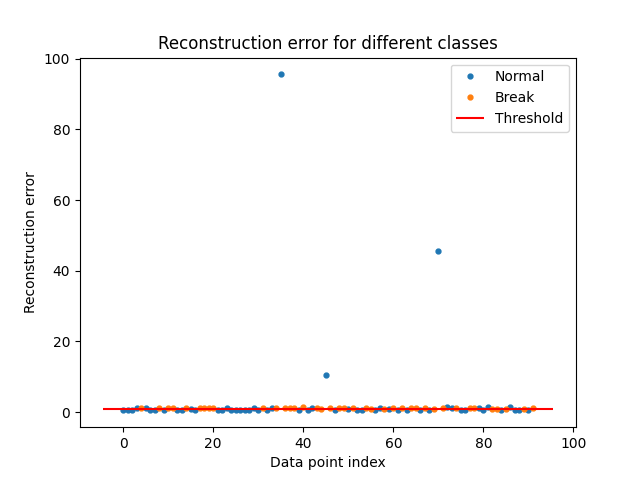 Reconstruction error for different classes
Normal
Break
Threshold
Reconstruction error
100
80
60
40
20
0
0
20
40
60
80
100
Data point index